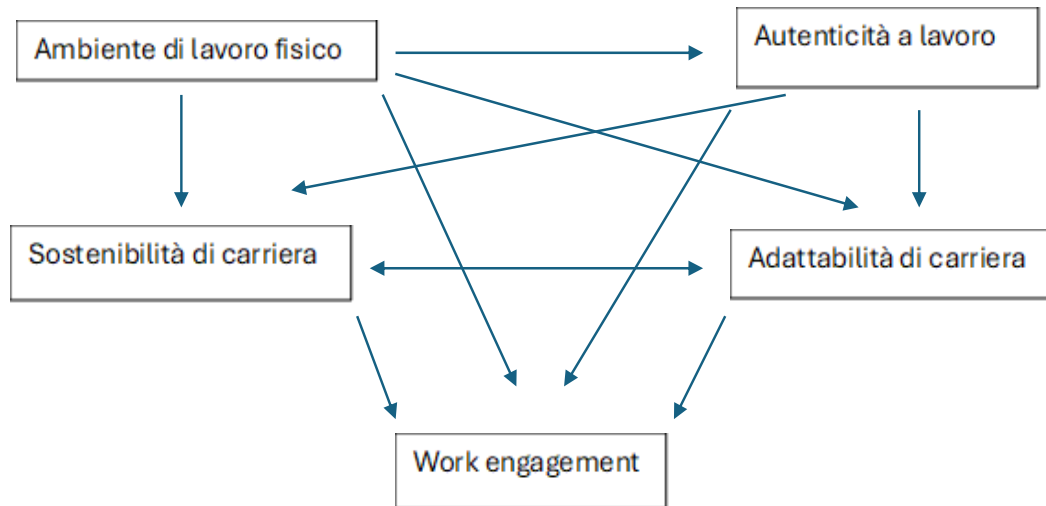 Ambiente di lavoro fisico
Autenticità a lavoro
Sostenibilità di carriera
Adattabilità di carriera
Work engagement